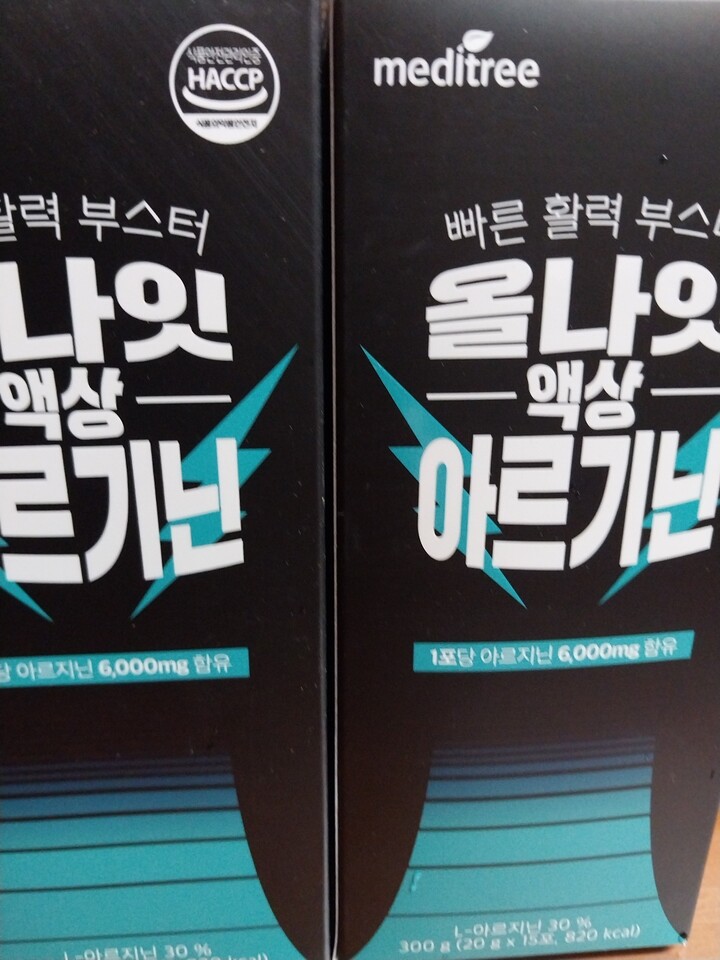 식품안전관리인증
HACCP
식품의약품안전처
활력 부스터
나잇
액상
르기닌
당 아르지닌 6,000mg 함유
L-아르지닌 30 %
meditree
빠른 활력 부스터
올나잇
액상
아르기닌
1포당 아르지닌 6,000mg 함유
L-아르지닌 30 %
300 g (20 g x 15포, 820 kcal)